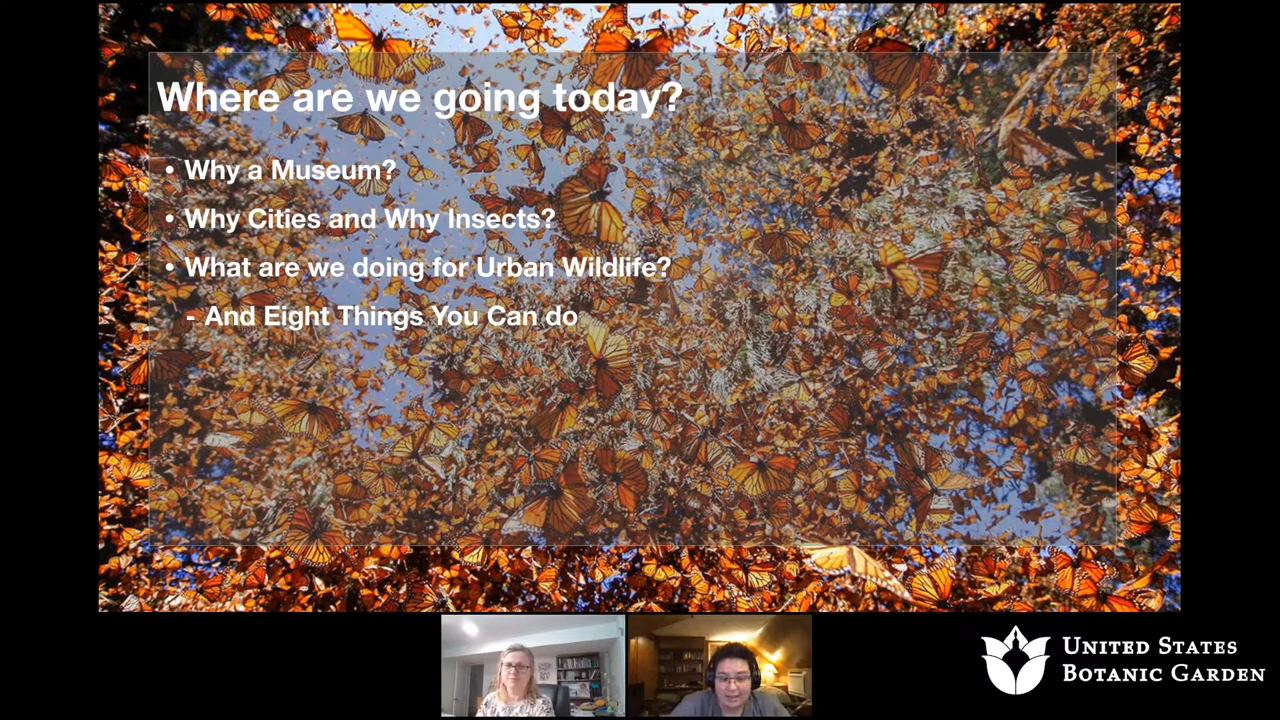 Where are we going today?
• Why a Museum?
• Why Cities and Why Insects?
• What are we doing for Urban Wildlife?
- And Eight Things You Can do
UNITED STATES
BOTANIC GARDEN